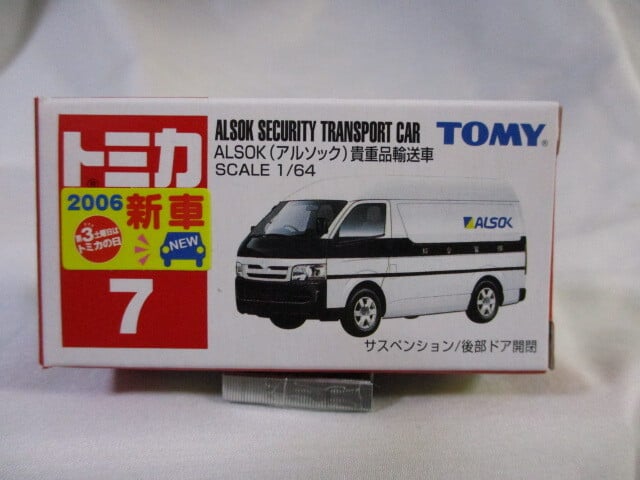 トミカ
®
ALSOK SECURITY TRANSPORT CAR
ALSOK(アルソック)貴重品輸送車
SCALE 1/64
TOMY®
2006 新車
第3土曜日は
トミカの日
NEW
7
ALSOK
サスペンション/後部ドア開閉